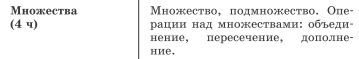 Множества
(4 ч)
Множество, подмножество. Опе-
рации над множествами: объеди-
нение, пересечение, дополне-
ние.